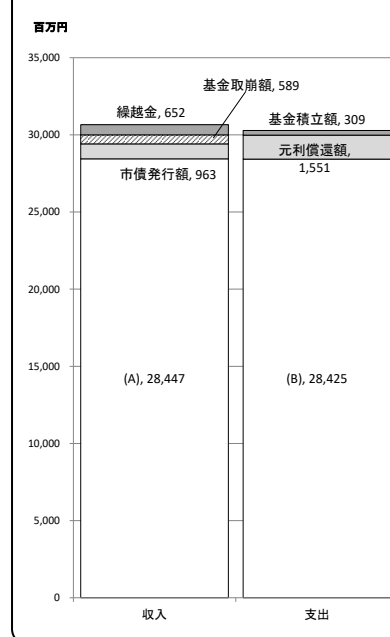 百万円
35,000
30,000
25,000
20,000
15,000
10,000
5,000
0
基金取崩額, 589
繰越金, 652
市債発行額, 963
(A), 28,447
基金積立額, 309
元利償還額,
1,551
(B), 28,425
収入
支出